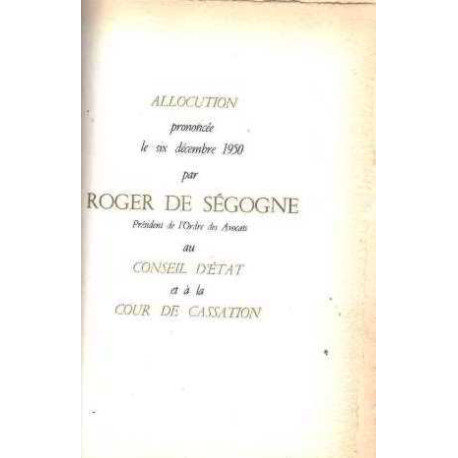 ALLOCUTION
prononcée
le six décembre 1950
par
ROGER DE SÉGOGNE
Président de l'Ordre des Avocats
au
CONSEIL D'ÉTAT
et à la
COUR DE CASSATION